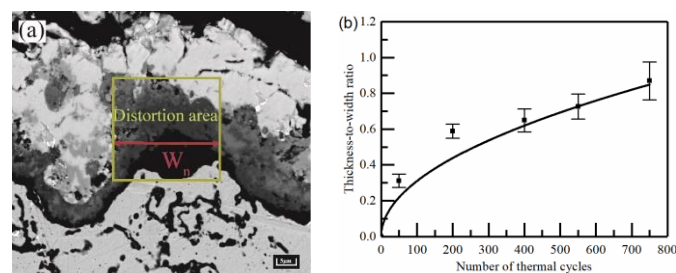 (a)
Distortion area
Wn
5μm
(b)
Thickness-to-width ratio
1.2
1.0
0.8
0.6
0.4
0.2
0.0
0 100 200 300 400 500 600 700 800
Number of thermal cycles